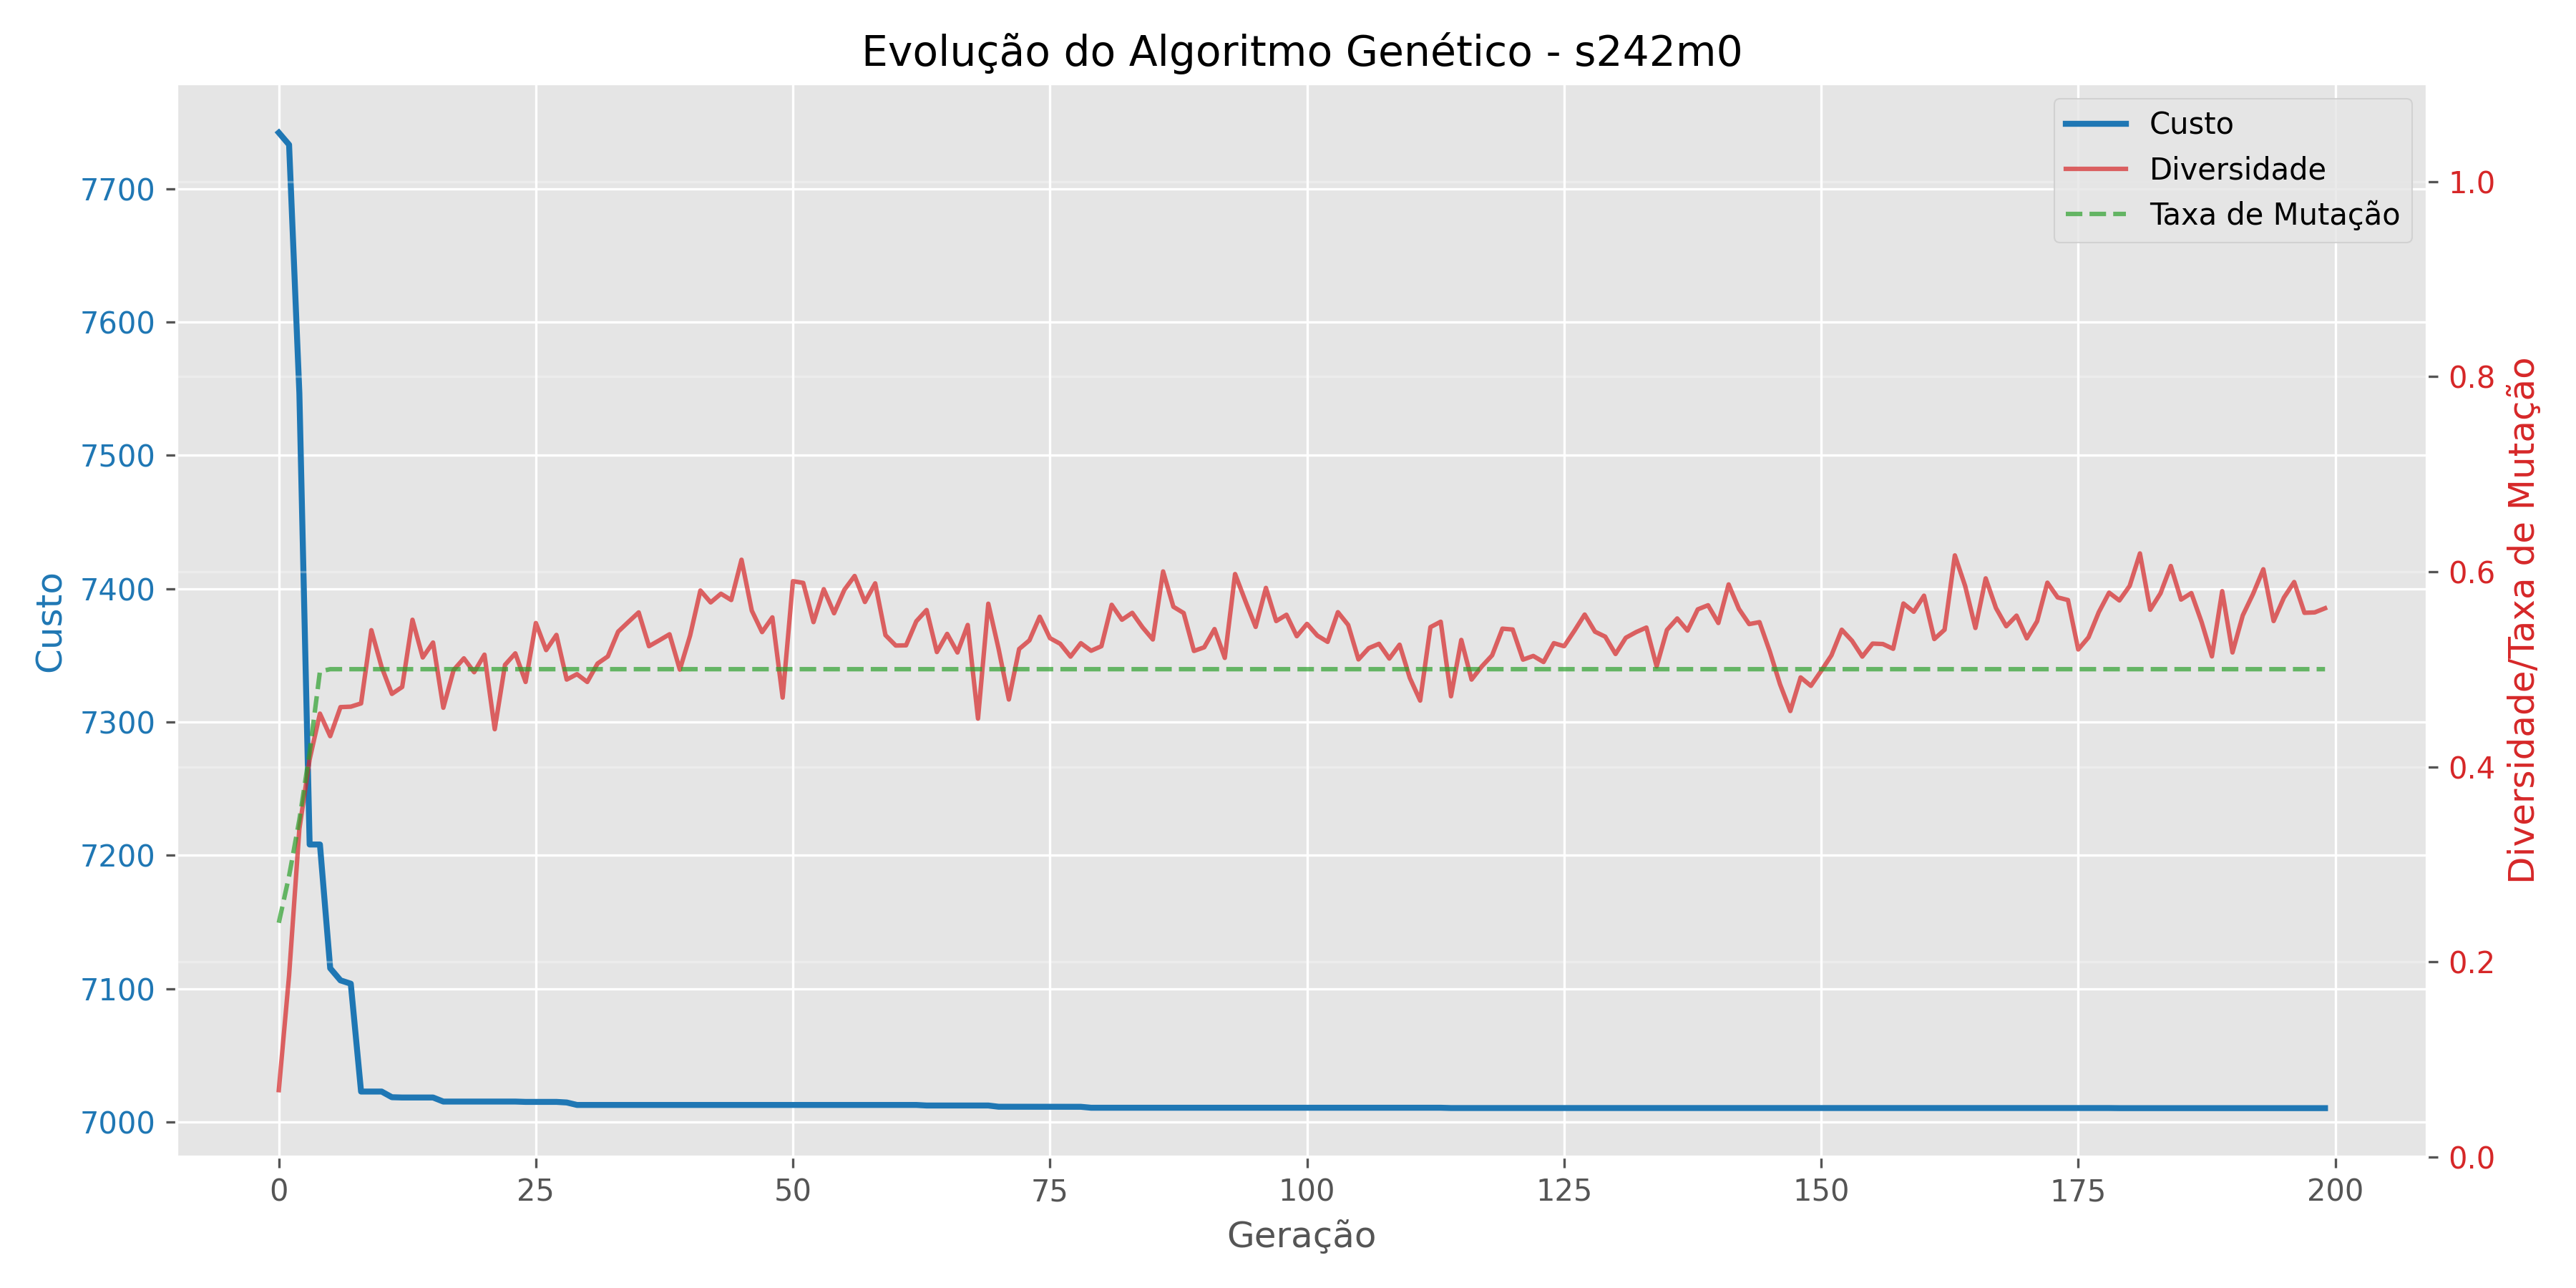 Evolução do Algoritmo Genético - s242m0
Custo
Diversidade
Taxa de Mutação
7700
7600
7500
7400
7300
7200
7100
7000
Custo
1.0
0.8
0.6
0.4
0.2
0.0
Diversidade/Taxa de Mutação
0 25 50 75 100 125 150 175 200
Geração